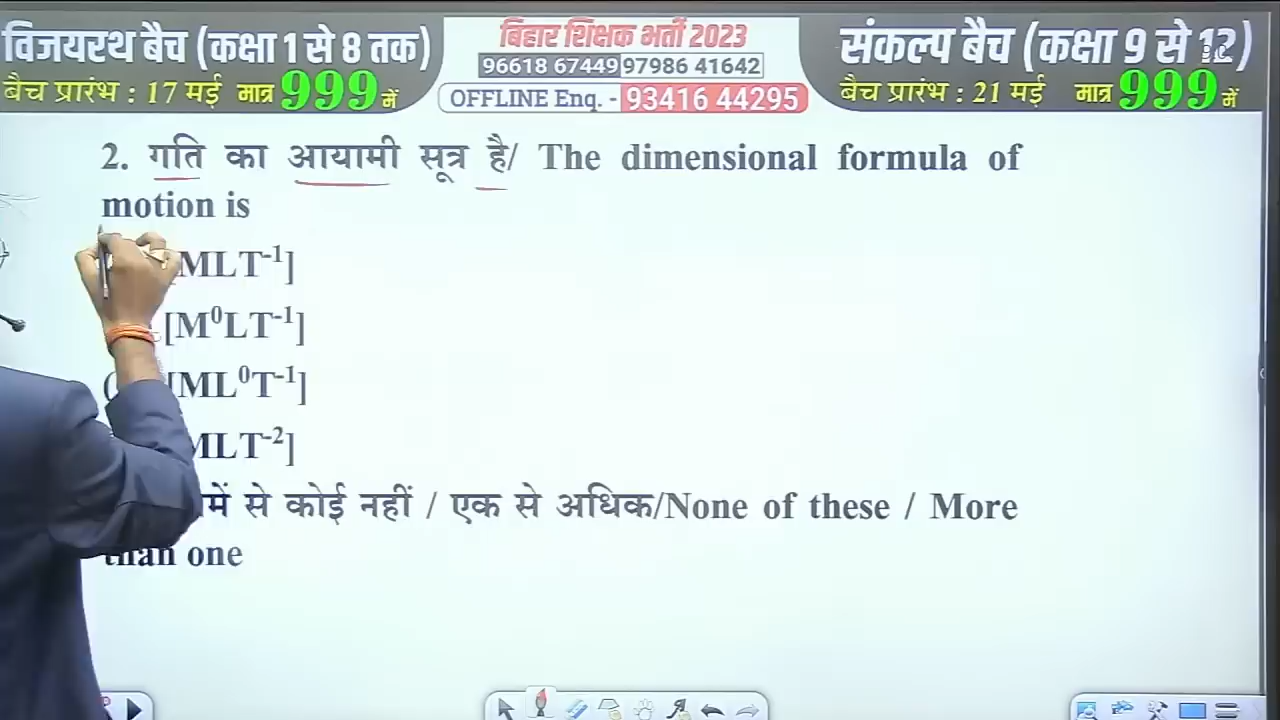 विजयरथ बैच (कक्षा 1 से 8 तक)
बैच प्रारंभ : 17 मई मात्र 999 में
बिहार शिक्षक भर्ती 2023
96618 67449 97986 41642
OFFLINE Enq. - 93416 44295
संकल्प बैच (कक्षा 9 से 12)
बैच प्रारंभ : 21 मई मात्र 999 में
2. गति का आयामी सूत्र है/ The dimensional formula of
motion is
[MLT⁻¹]
[M⁰LT⁻¹]
[ML⁰T⁻¹]
MLT⁻²]
में से कोई नहीं / एक से अधिक/None of these / More
than one